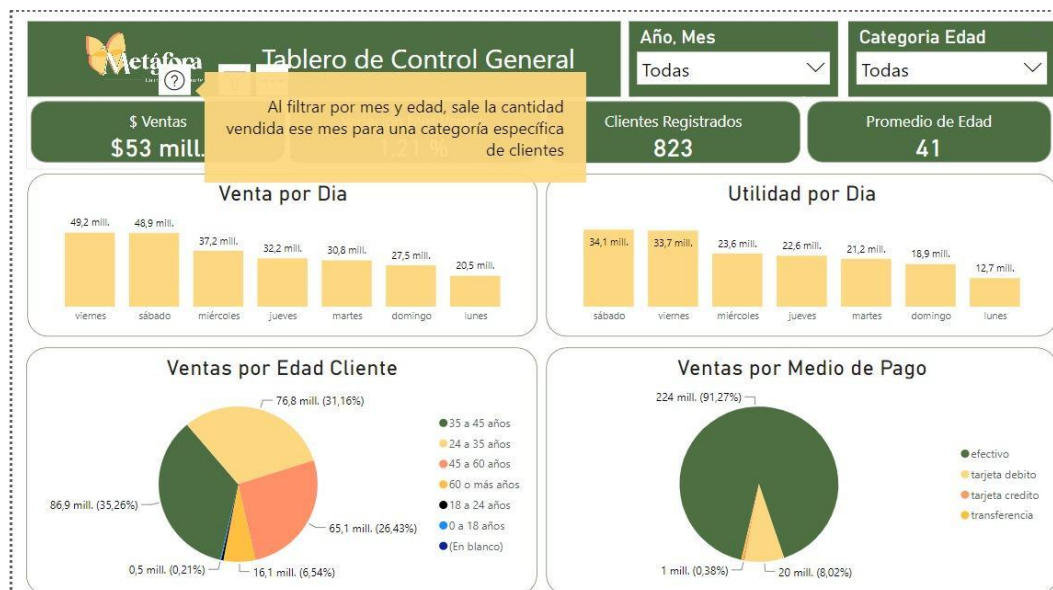 Metáfora
Tablero de Control General
Año, Mes
Todas
Categoria Edad
Todas
?
Al filtrar por mes y edad, sale la cantidad
vendida ese mes para una categoría específica
de clientes
$ Ventas
$53 mill.
1,21 %
Clientes Registrados
823
Promedio de Edad
41
Venta por Dia
49,2 mill.
48,9 mill.
37,2 mill.
32,2 mill.
30,8 mill.
27,5 mill.
20,5 mill.
viernes
sábado
miércoles
jueves
martes
domingo
lunes
Utilidad por Dia
34,1 mill.
33,7 mill.
23,6 mill.
22,6 mill.
21,2 mill.
18,9 mill.
12,7 mill.
sábado
viernes
miércoles
jueves
martes
domingo
lunes
Ventas por Edad Cliente
76,8 mill. (31,16%)
86,9 mill. (35,26%)
65,1 mill. (26,43%)
0,5 mill. (0,21%)
16,1 mill. (6,54%)
35 a 45 años
24 a 35 años
45 a 60 años
60 o más años
18 a 24 años
0 a 18 años
(En blanco)
Ventas por Medio de Pago
224 mill. (91,27%)
1 mill. (0,38%)
20 mill. (8,02%)
efectivo
tarjeta debito
tarjeta credito
transferencia